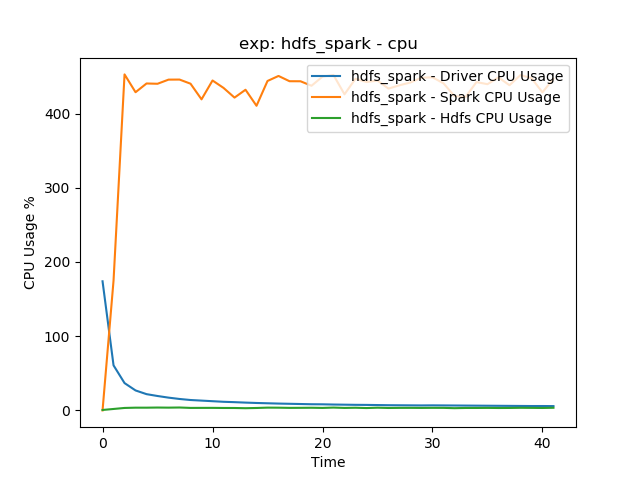 exp: hdfs_spark - cpu
hdfs_spark - Driver CPU Usage
hdfs_spark - Spark CPU Usage
hdfs_spark - Hdfs CPU Usage
CPU Usage %
400
300
200
100
0
0 10 20 30 40
Time